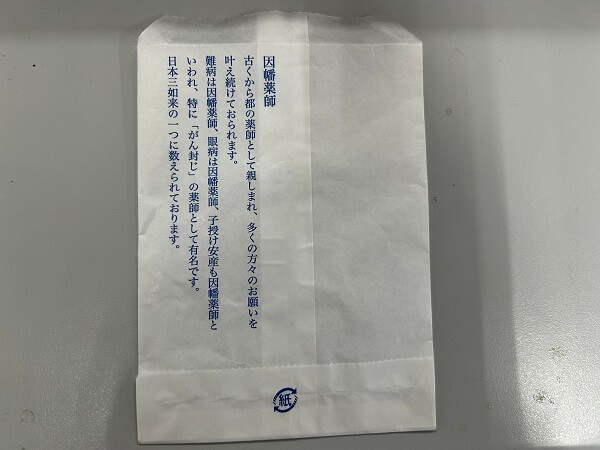 因幡薬師
古くから都の薬師として親しまれ、多くの方々のお願いを
叶え続けておられます。
難病は因幡薬師、眼病は因幡薬師、子授け安産も因幡薬師と
いわれ、特に「がん封じ」の薬師として有名です。
日本三如来の一つに数えられております。
紙